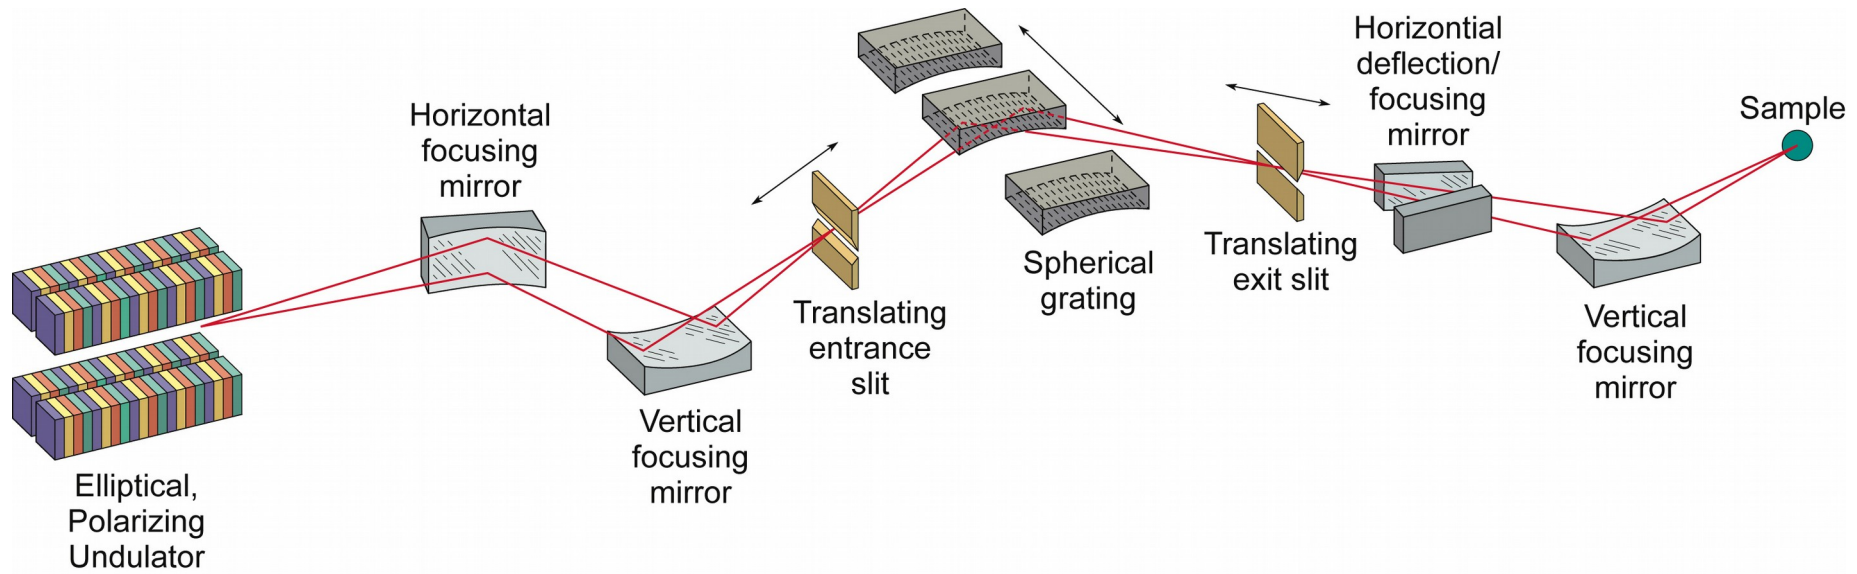 Elliptical,
Polarizing
Undulator
Horizontal
focusing
mirror
Vertical
focusing
mirror
Translating
entrance
slit
Spherical
grating
Translating
exit slit
Horizontial
deflection/
focusing
mirror
Vertical
focusing
mirror
Sample